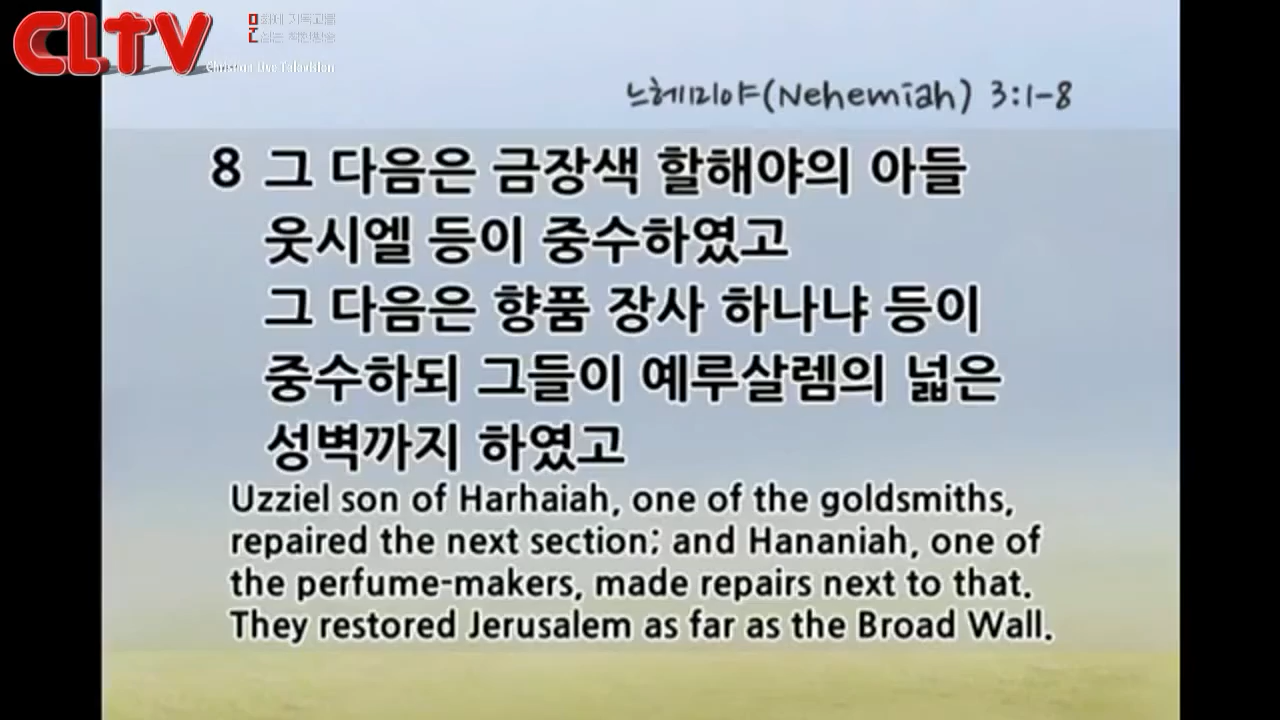 CLTV
Christian Live Television
느헤미야(Nehemiah) 3:1-8
8 그 다음은 금장색 할해야의 아들
웃시엘 등이 중수하였고
그 다음은 향품 장사 하나냐 등이
중수하되 그들이 예루살렘의 넓은
성벽까지 하였고
Uzziel son of Harhaiah, one of the goldsmiths,
repaired the next section; and Hananiah, one of
the perfume-makers, made repairs next to that.
They restored Jerusalem as far as the Broad Wall.